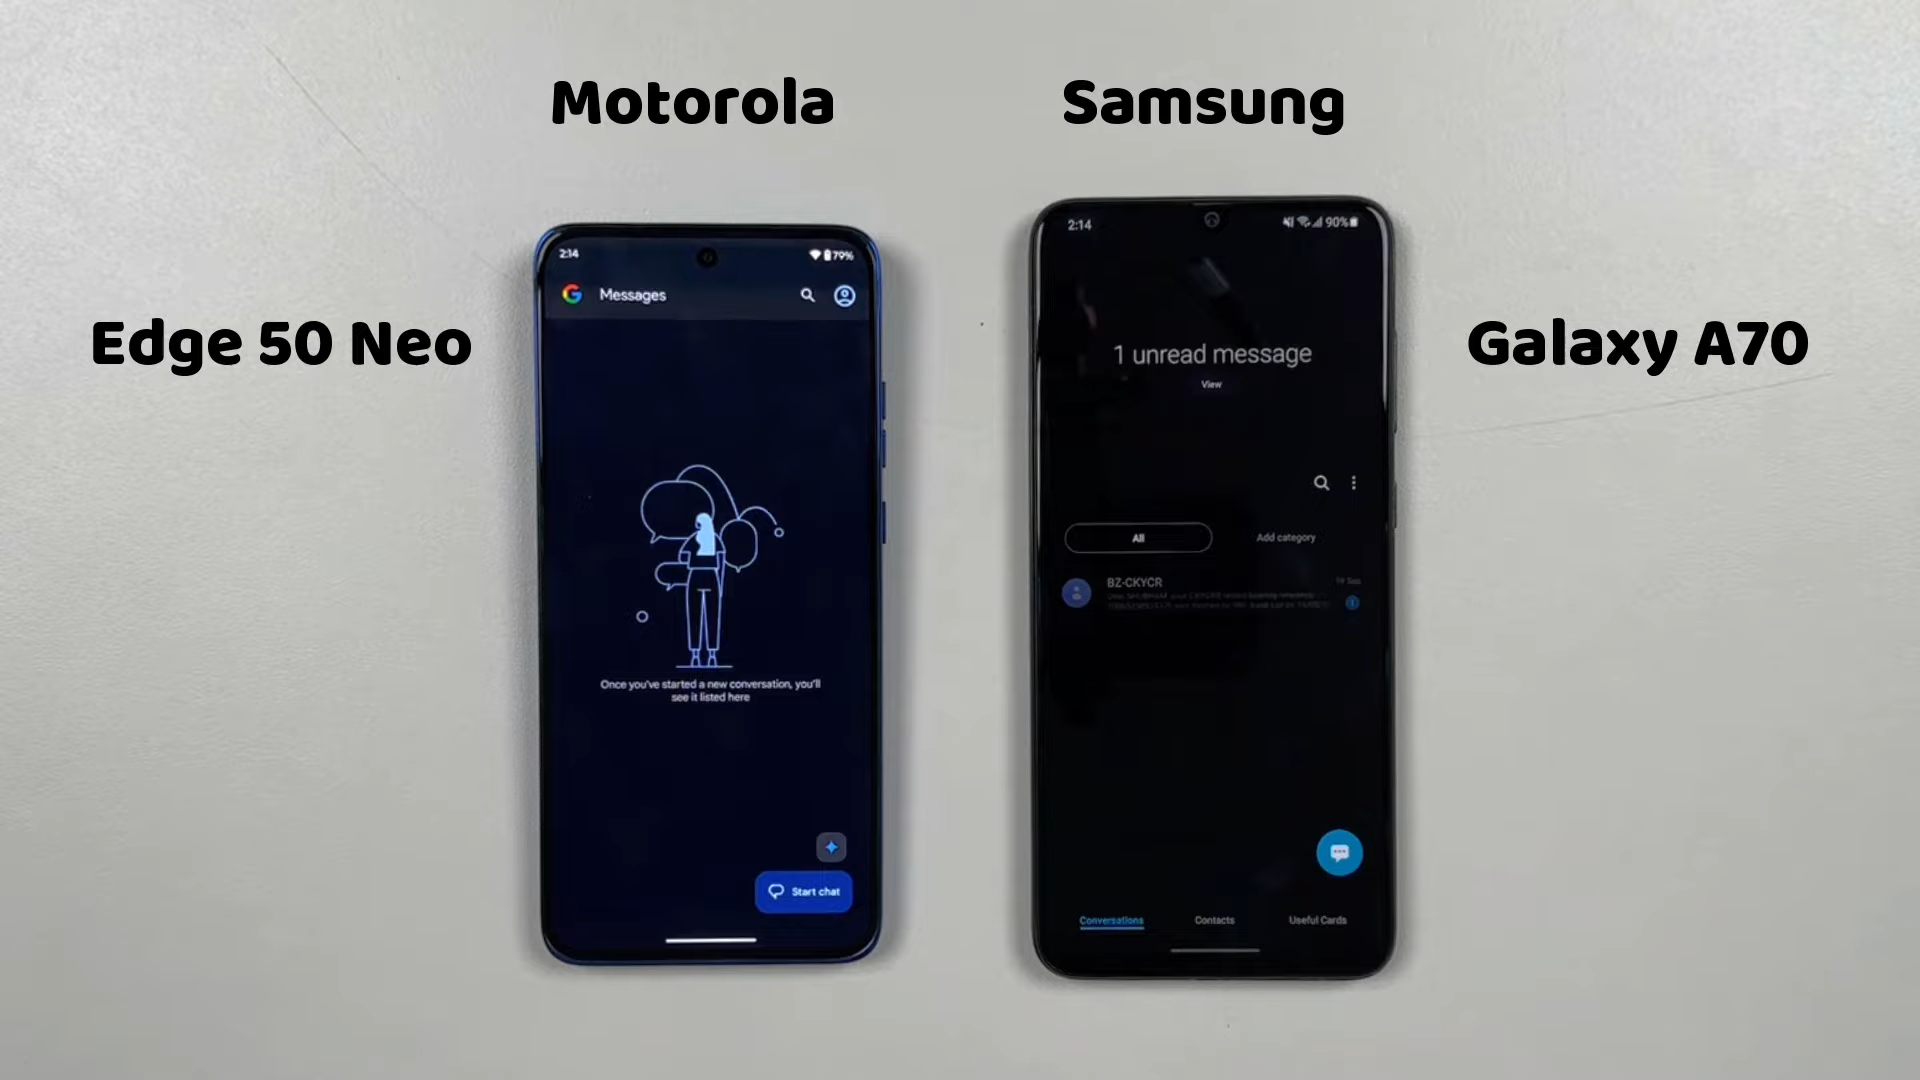 Motorola
Samsung
Edge 50 Neo
Galaxy A70
2:14
79%
G Messages
Once you've started a new conversation, you'll
see it listed here
Start chat
2:14
90%
1 unread message
View
All
Add category
BZ-CKYCR
Conversations
Contacts
Useful Cards